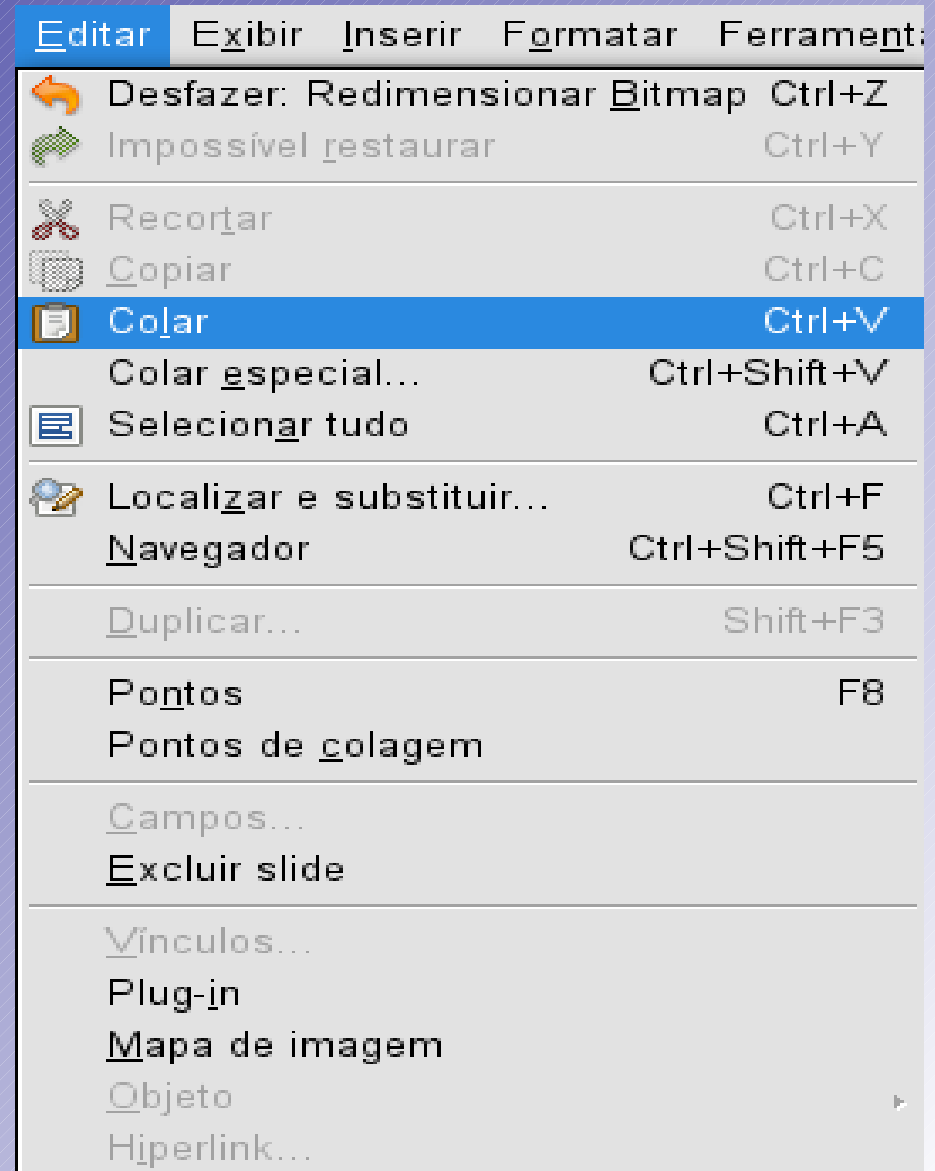 Editar Exibir Inserir Formatar
Desfazer: Redimensionar Bitmap Ctrl+Z
Impossível restaurar Ctrl+Y
Recortar Ctrl+X
Copiar Ctrl+C
Colar Ctrl+V
Colar especial... Ctrl+Shift+V
Selecionar tudo Ctrl+A
Localizar e substituir... Ctrl+F
Navegador Ctrl+Shift+F5
Duplicar... Shift+F3
Pontos F8
Pontos de colagem
Campos...
Excluir slide
Vínculos...
Plug-in
Mapa de imagem
Objeto
Hiperlink...